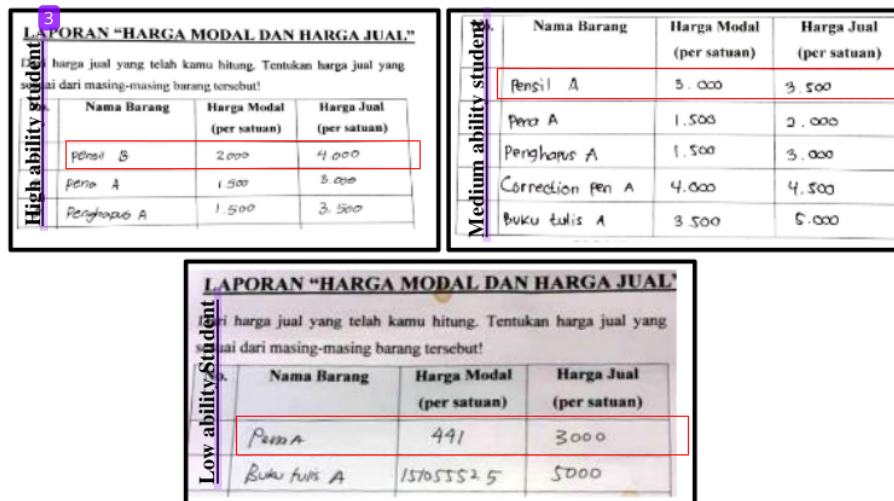 3
High ability student
LAPORAN “HARGA MODAL DAN HARGA JUAL”
harga jual yang telah kamu hitung. Tentukan harga jual yang
dari masing-masing barang tersebut!
Nama Barang Harga Modal (per satuan) Harga Jual (per satuan)
Pensil B 2000 4.000
Pena A 1.500 3.000
Penghapus A 1.500 3.500
Medium ability student
Nama Barang Harga Modal (per satuan) Harga Jual (per satuan)
Pensil A 3.000 3.500
Pena A 1.500 2.000
Penghapus A 1.500 3.000
Correction pen A 4.000 4.500
Buku tulis A 3 500 5.000
Low ability Student
LAPORAN “HARGA MODAL DAN HARGA JUAL”
harga jual yang telah kamu hitung. Tentukan harga jual yang
dari masing-masing barang tersebut!
No. Nama Barang Harga Modal (per satuan) Harga Jual (per satuan)
Pena A 441 3000
Buku tulis A 15105552 5 5000